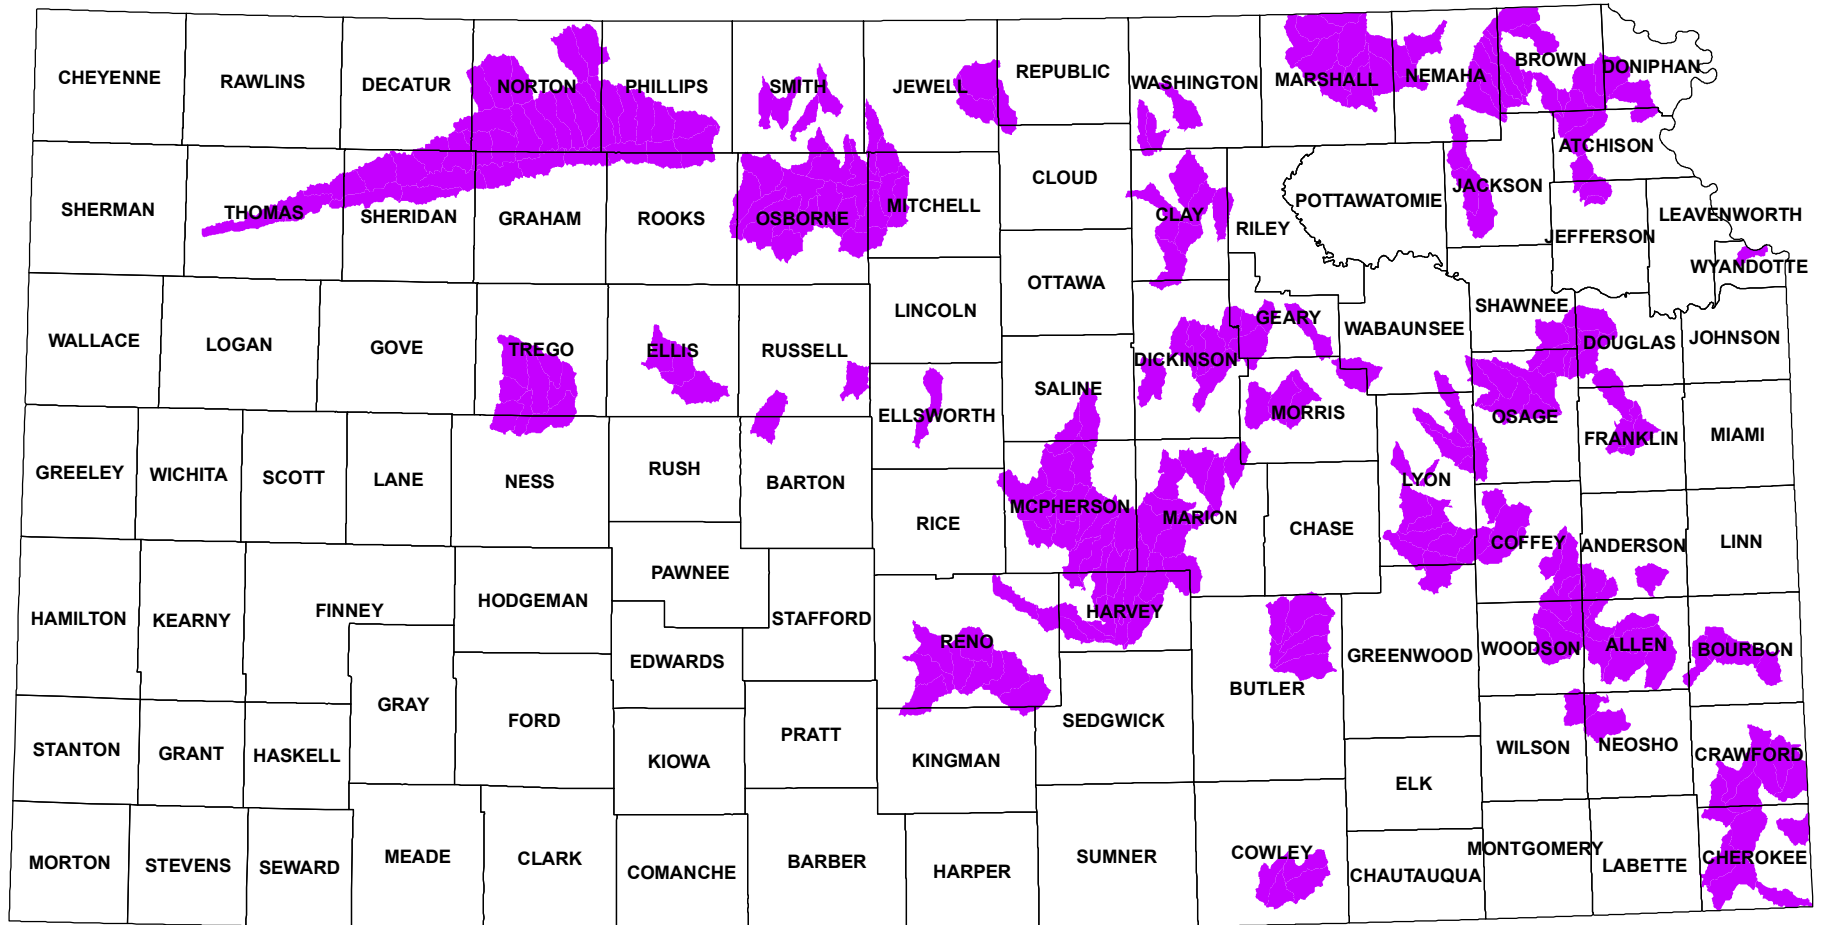 CHEYENNE
RAWLINS
DECATUR
NORTON
PHILLIPS
SMITH
JEWELL
REPUBLIC
WASHINGTON
MARSHALL
NEMAHA
BROWN
DONIPHAN
SHERMAN
THOMAS
SHERIDAN
GRAHAM
ROOKS
OSBORNE
MITCHELL
CLOUD
CLAY
RILEY
POTTAWATOMIE
JACKSON
ATCHISON
JEFFERSON
LEAVENWORTH
WYANDOTTE
WALLACE
LOGAN
GOVE
TREGO
ELLIS
RUSSELL
LINCOLN
OTTAWA
DICKINSON
GEARY
WABAUNSEE
SHAWNEE
DOUGLAS
JOHNSON
GREELEY
WICHITA
SCOTT
LANE
NESS
RUSH
BARTON
ELLSWORTH
SALINE
MORRIS
OSAGE
FRANKLIN
MIAMI
RICE
MCPHERSON
MARION
CHASE
LYON
COFFEY
ANDERSON
LINN
HAMILTON
KEARNY
FINNEY
HODGEMAN
PAWNEE
STAFFORD
EDWARDS
RENO
HARVEY
BUTLER
GREENWOOD
WOODSON
ALLEN
BOURBON
STANTON
GRANT
HASKELL
GRAY
FORD
KIOWA
PRATT
KINGMAN
SEDGWICK
ELK
WILSON
NEOSHO
CRAWFORD
MORTON
STEVENS
SEWARD
MEADE
CLARK
COMANCHE
BARBER
HARPER
SUMNER
COWLEY
CHAUTAUQUA
MONTGOMERY
LABETTE
CHEROKEE